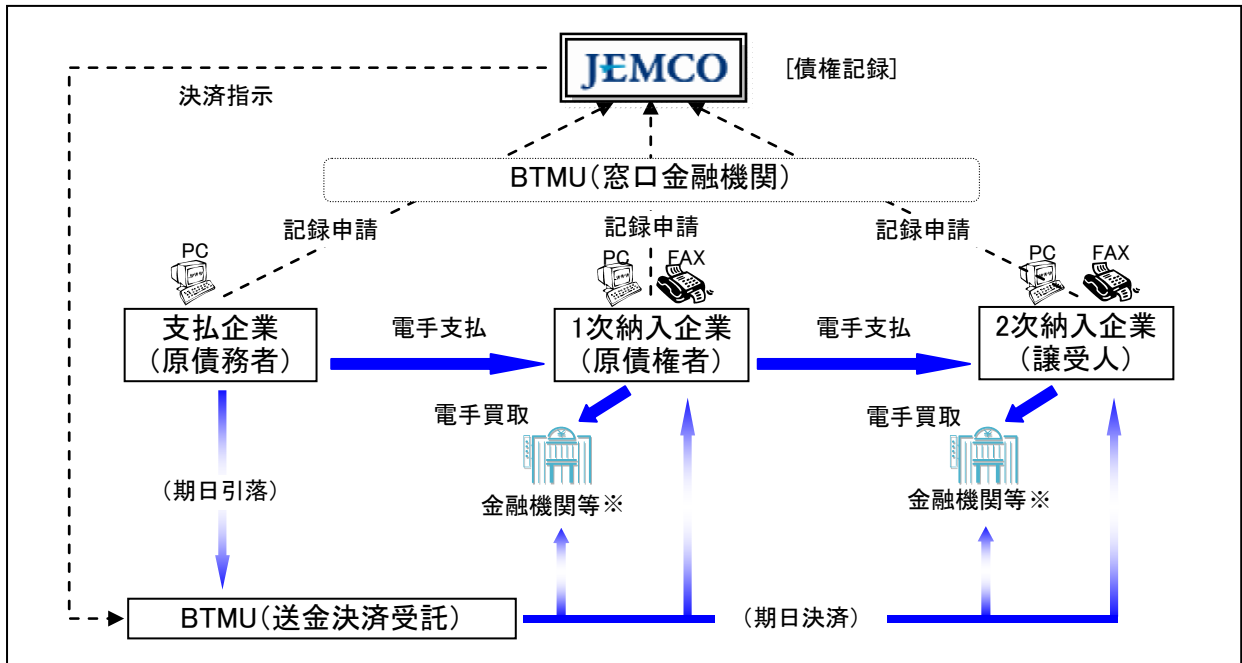 JEMCO
[債権記録]
決済指示
BTMU(窓口金融機関)
記録申請
記録申請
記録申請
PC
PC
FAX
PC
FAX
支払企業
(原債務者)
電手支払
1次納入企業
(原債権者)
電手支払
2次納入企業
(譲受人)
電手買取
電手買取
(期日引落)
金融機関等※
金融機関等※
BTMU(送金決済受託)
(期日決済)